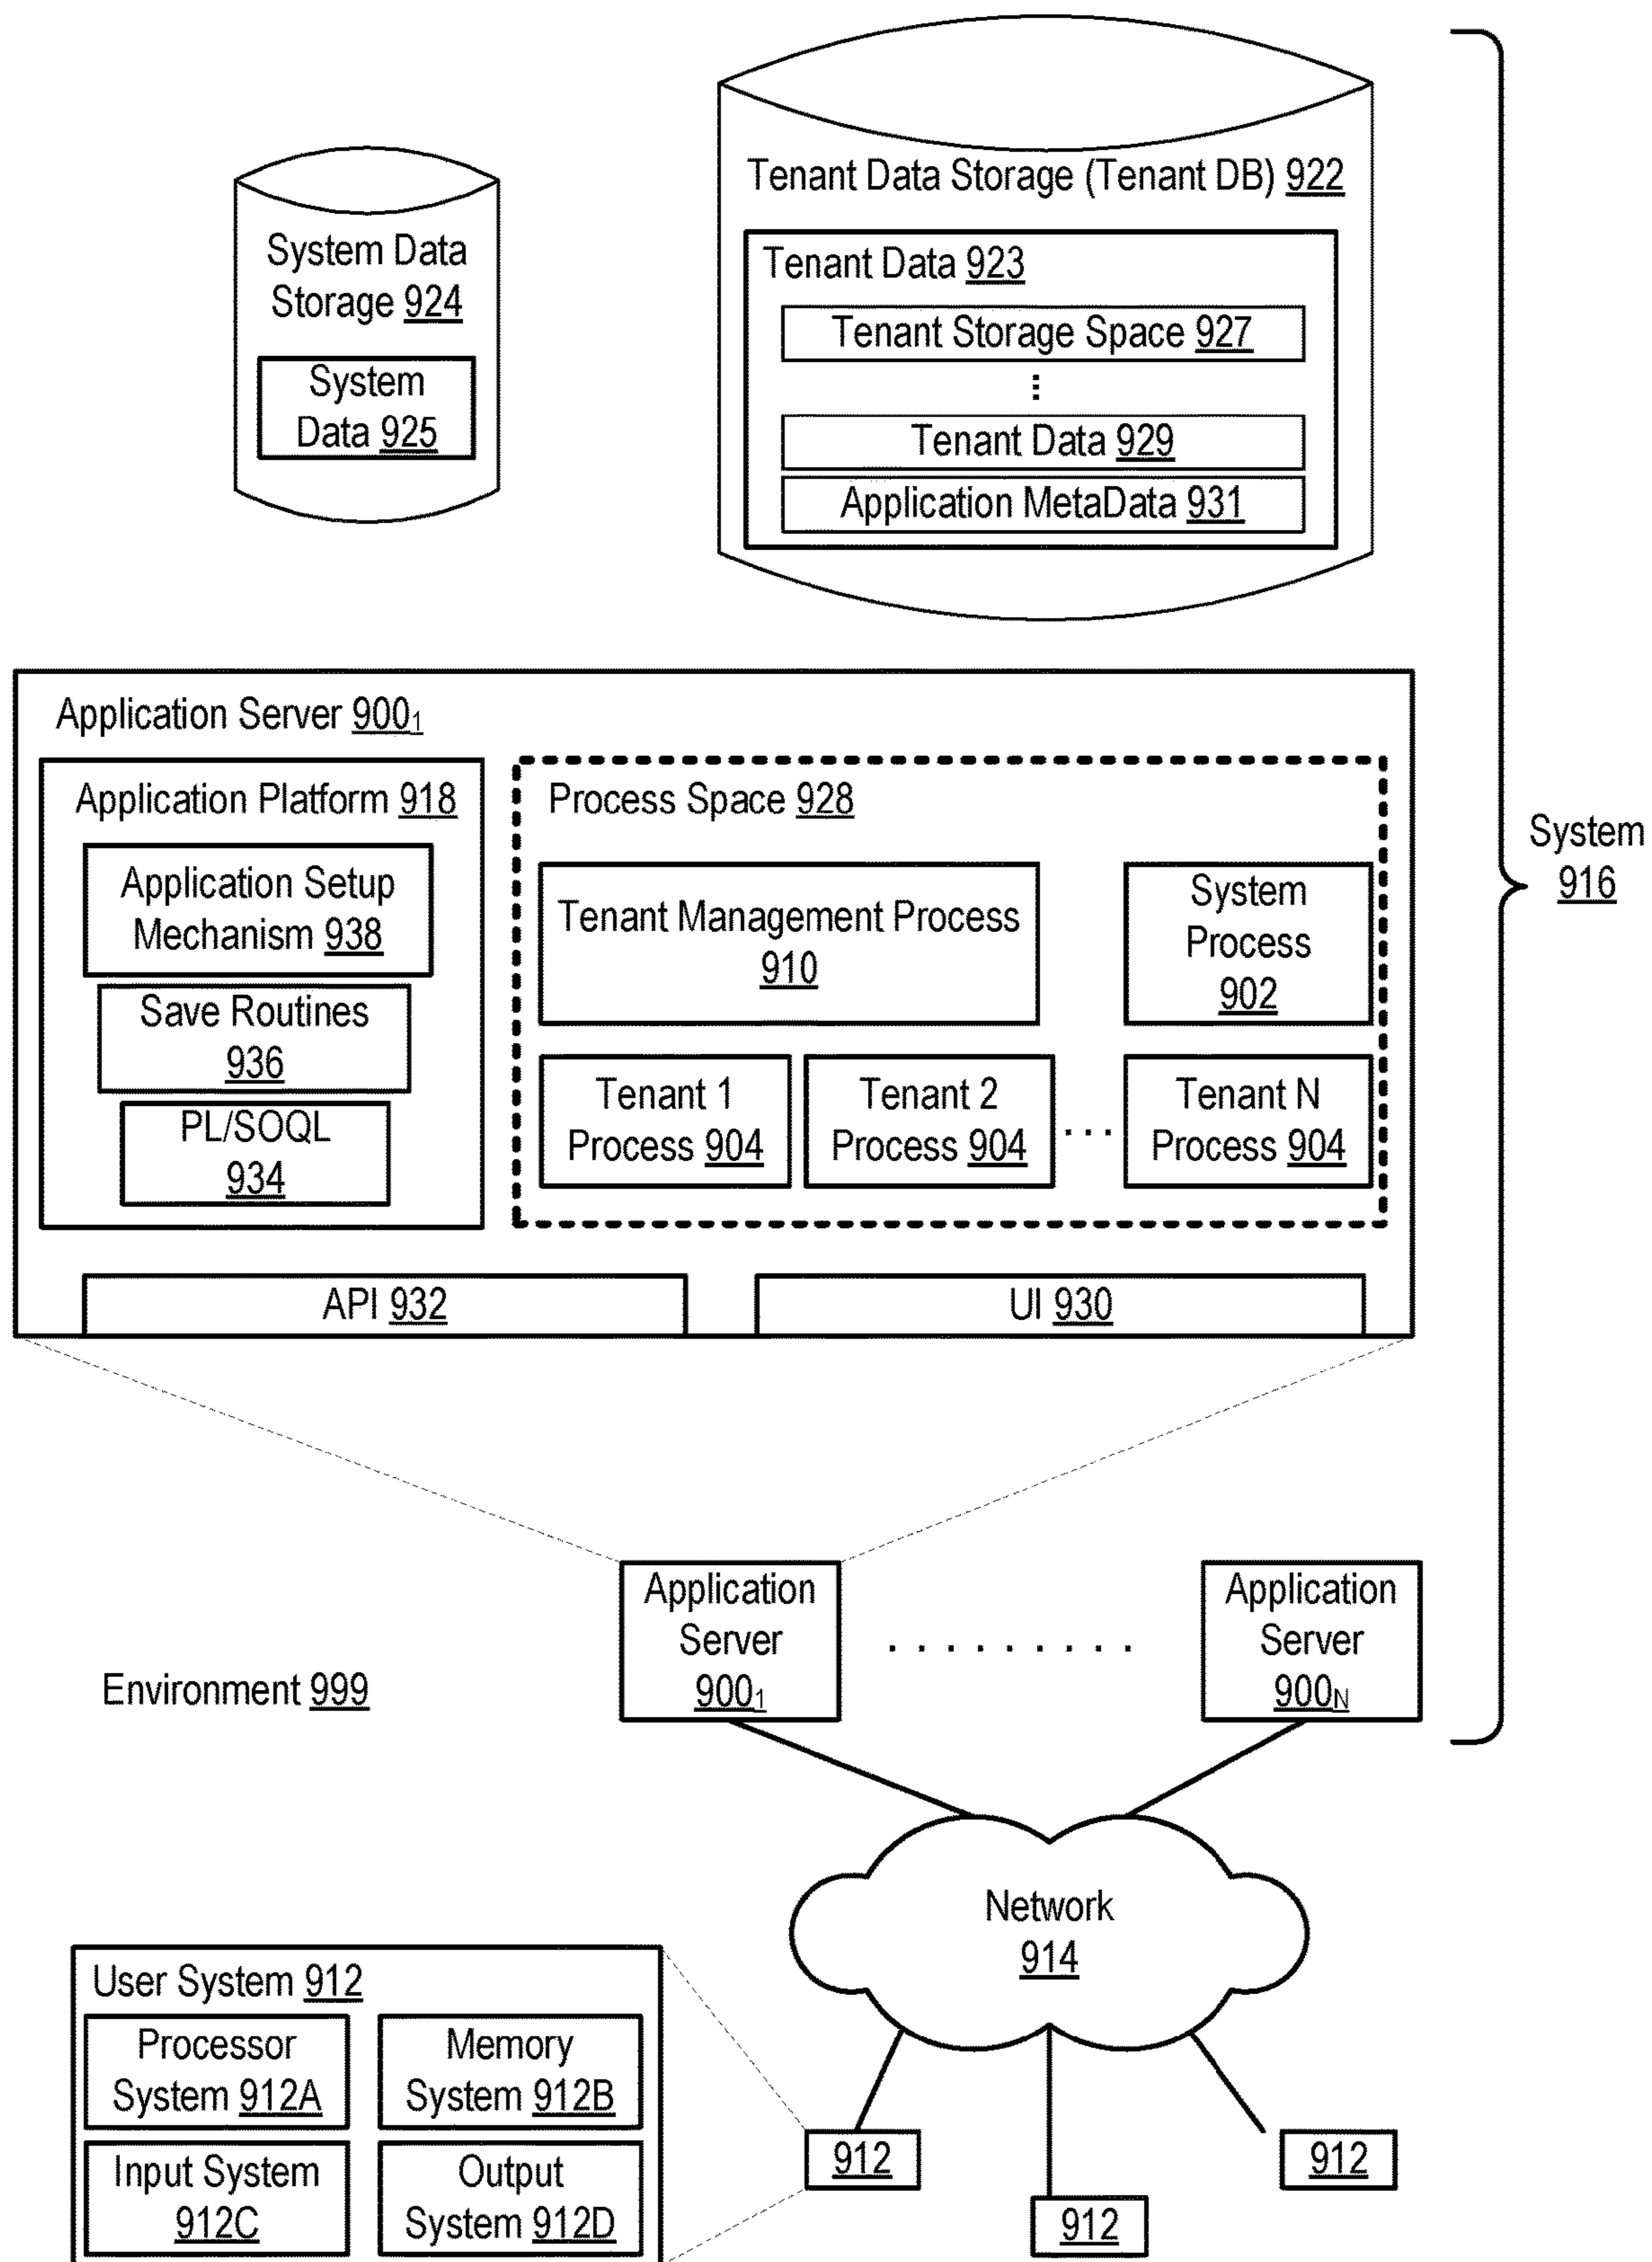 Tenant Data Storage (Tenant DB) 922
System Data
Storage 924
System
Data 925
Tenant Data 923
Tenant Storage Space 927
⋮
Tenant Data 929
Application MetaData 931
System
916
Application Server 900₁
Application Platform 918
Application Setup
Mechanism 938
Save Routines
936
PL/SOQL
934
Process Space 928
Tenant Management Process
910
System
Process
902
Tenant 1
Process 904
Tenant 2
Process 904
...
Tenant N
Process 904
API 932
UI 930
Application
Server
900₁
. . . . . . . . .
Application
Server
900N
Environment 999
Network
914
User System 912
Processor
System 912A
Memory
System 912B
Input System
912C
Output
System 912D
912
912
912